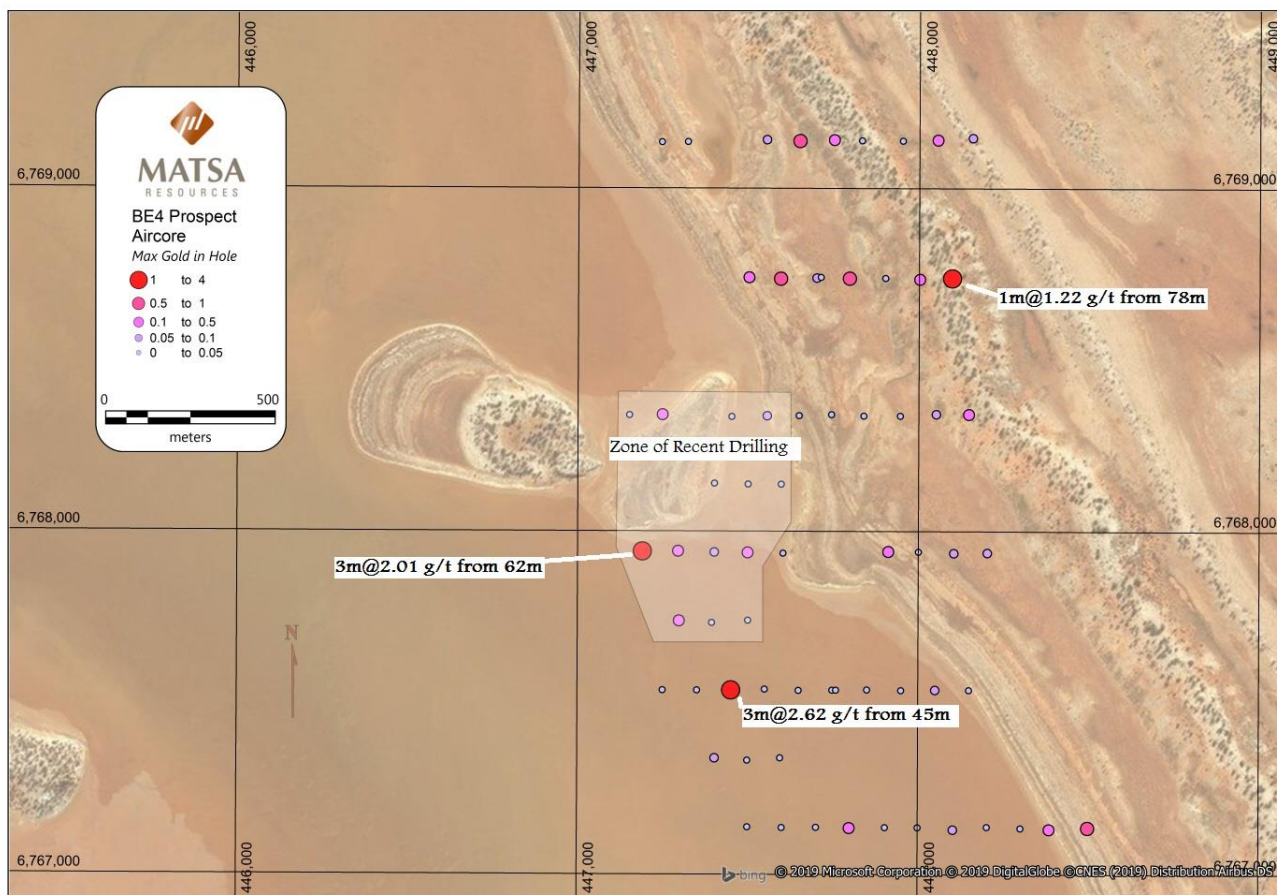 446,000
447,000
448,000
449,000
MATSA
RESOURCES
BE4 Prospect
Aircore
Max Gold in Hole
1 to 4
0.5 to 1
0.1 to 0.5
0.05 to 0.1
0 to 0.05
0 500
meters
6,769,000
6,769,000
1m@1.22 g/t from 78m
Zone of Recent Drilling
6,768,000
6,768,000
3m@2.01 g/t from 62m
N
3m@2.62 g/t from 45m
6,767,000
6,767,000
446,000
447,000
bing
© 2019 Microsoft Corporation © 2019 DigitalGlobe ©CNES (2019) Distribution Airbus DS